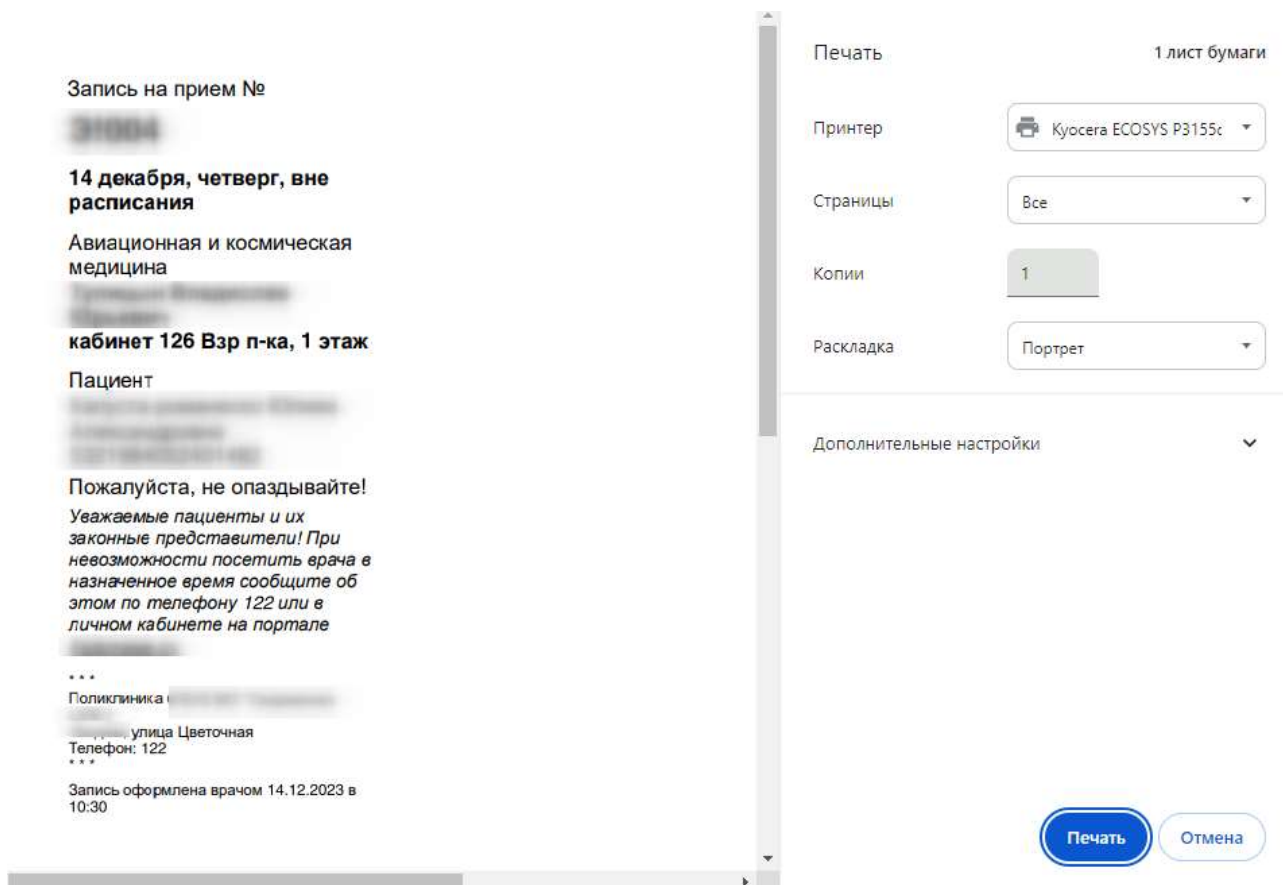 Запись на прием №
14 декабря, четверг, вне
расписания
Авиационная и космическая
медицина
кабинет 126 Взр п-ка, 1 этаж
Пациент
Пожалуйста, не опаздывайте!
Уважаемые пациенты и их
законные представители! При
невозможности посетить врача в
назначенное время сообщите об
этом по телефону 122 или в
личном кабинете на портале
* * *
Поликлиника
улица Цветочная
Телефон: 122
* * *
Запись оформлена врачом 14.12.2023 в
10:30
Печать
1 лист бумаги
Принтер
Kyocera ECOSYS P3155c
Страницы
Все
Копии
1
Раскладка
Портрет
Дополнительные настройки
Печать
Отмена